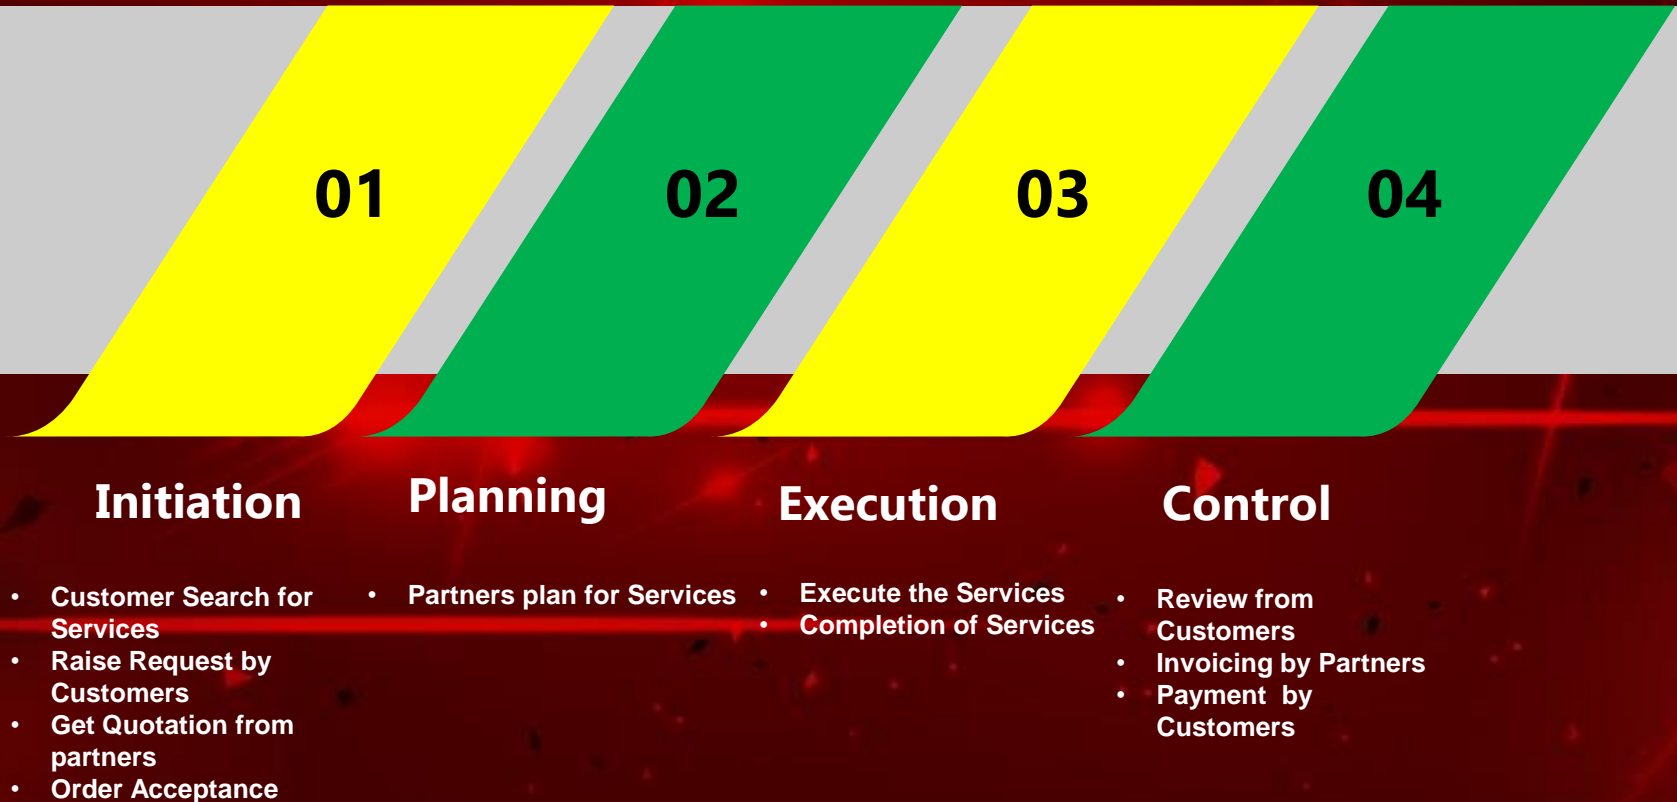 01
02
03
04
Initiation
Planning
Execution
Control
• Customer Search for
Services
• Raise Request by
Customers
• Get Quotation from
partners
• Order Acceptance
• Partners plan for Services
• Execute the Services
• Completion of Services
• Review from
Customers
• Invoicing by Partners
• Payment  by
Customers